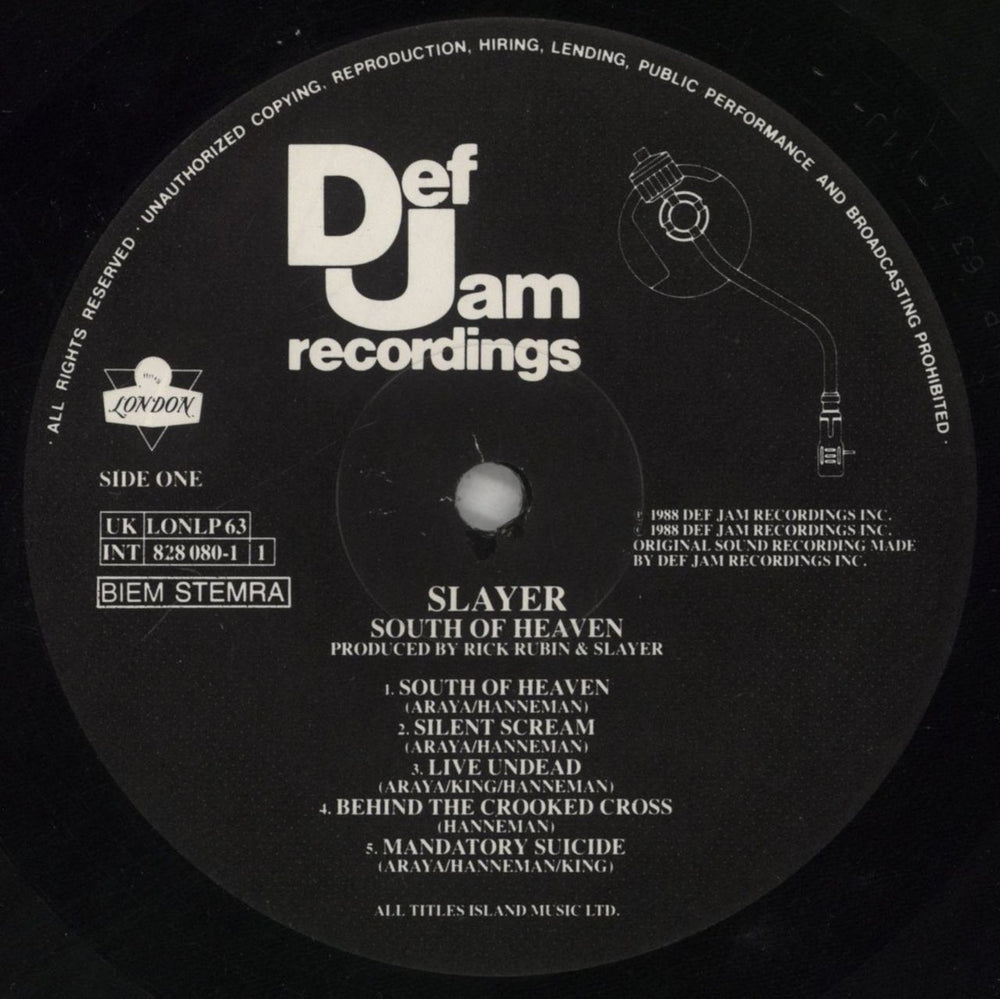 · ALL RIGHTS RESERVED · UNAUTHORIZED COPYING, REPRODUCTION, HIRING, LENDING, PUBLIC PERFORMANCE AND BROADCASTING PROHIBITED ·
Def
Jam
recordings
LONDON
SIDE ONE
UK LONLP 63
INT 828 080-1 1
BIEM STEMRA
℗ 1988 DEF JAM RECORDINGS INC.
© 1988 DEF JAM RECORDINGS INC.
ORIGINAL SOUND RECORDING MADE
BY DEF JAM RECORDINGS INC.
SLAYER
SOUTH OF HEAVEN
PRODUCED BY RICK RUBIN & SLAYER
1. SOUTH OF HEAVEN
(ARAYA/HANNEMAN)
2. SILENT SCREAM
(ARAYA/HANNEMAN)
3. LIVE UNDEAD
(ARAYA/KING/HANNEMAN)
4. BEHIND THE CROOKED CROSS
(HANNEMAN)
5. MANDATORY SUICIDE
(ARAYA/HANNEMAN/KING)
ALL TITLES ISLAND MUSIC LTD.